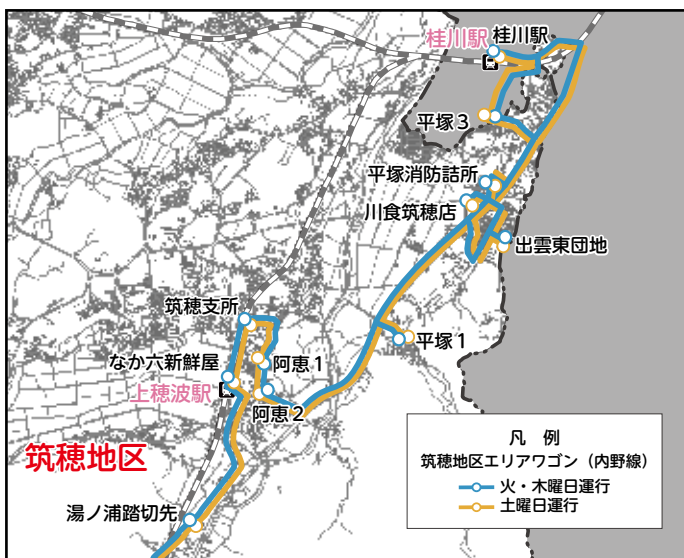 桂川駅 桂川駅
平塚3
平塚消防詰所
川食筑穂店
出雲東団地
筑穂支所
平塚1
なか六新鮮屋
阿恵1
上穂波駅
阿恵2
筑穂地区
湯ノ浦踏切先
凡 例
筑穂地区エリアワゴン（内野線）
火・木曜日運行
土曜日運行